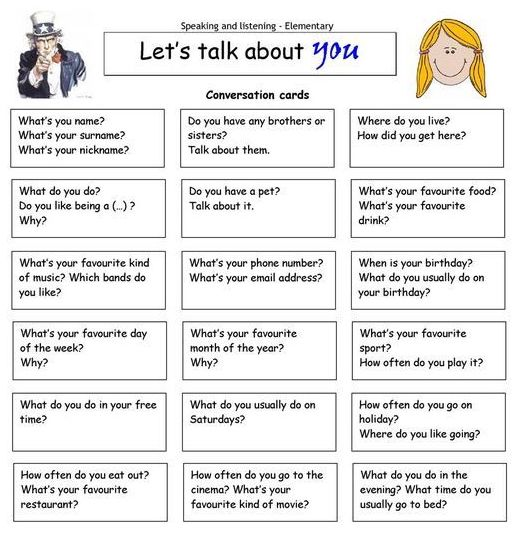 Speaking and listening - Elementary
Let's talk about you
Conversation cards
What's you name?
What's your surname?
What's your nickname?
Do you have any brothers or
sisters?
Talk about them.
Where do you live?
How did you get here?
What do you do?
Do you like being a (…) ?
Why?
Do you have a pet?
Talk about it.
What's your favourite food?
What's your favourite
drink?
What's your favourite kind
of music? Which bands do
you like?
What's your phone number?
What's your email address?
When is your birthday?
What do you usually do on
your birthday?
What's your favourite day
of the week?
Why?
What's your favourite
month of the year?
Why?
What's your favourite
sport?
How often do you play it?
What do you do in your free
time?
What do you usually do on
Saturdays?
How often do you go on
holiday?
Where do you like going?
How often do you eat out?
What's your favourite
restaurant?
How often do you go to the
cinema? What's your
favourite kind of movie?
What do you do in the
evening? What time do you
usually go to bed?